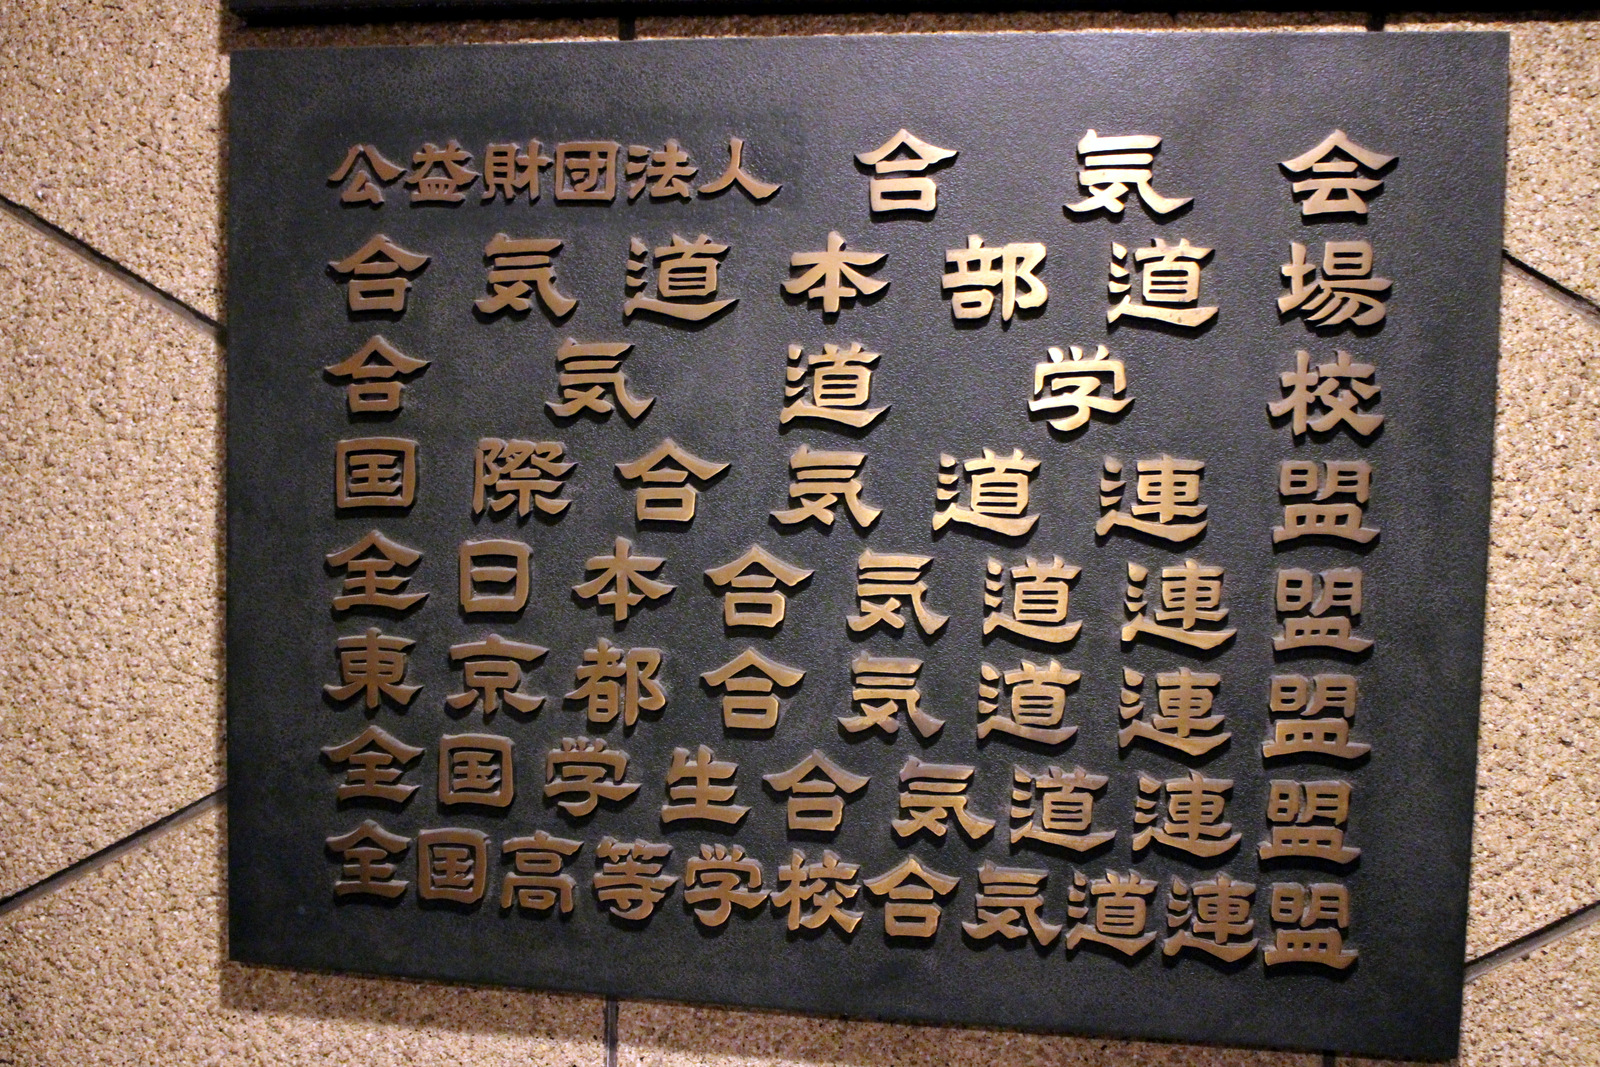 公益財団法人 合気会
合気道本部道場
合気道学校
国際合気道連盟
全日本合気道連盟
東京都合気道連盟
全国学生合気道連盟
全国高等学校合気道連盟